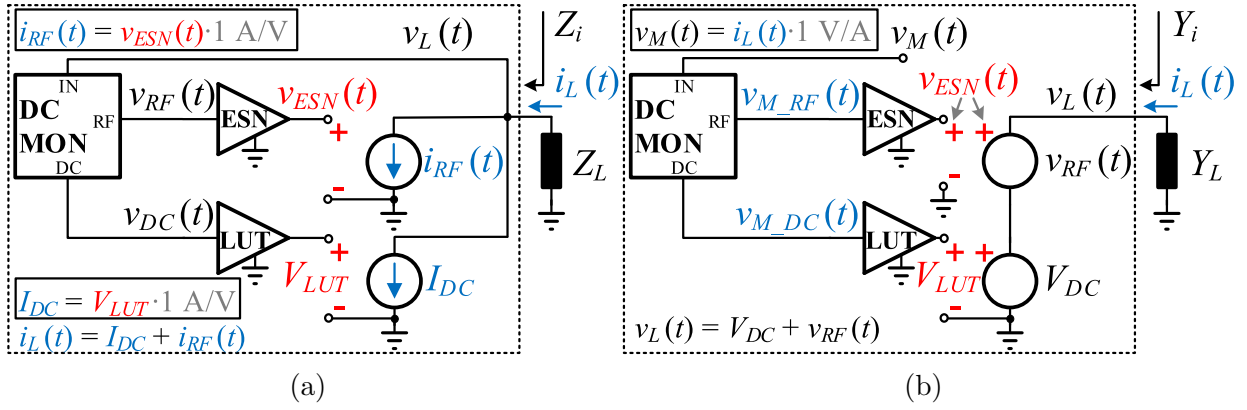 i_RF(t) = v_ESN(t)·1 A/V
v_L(t)
Z_i
IN
DC
MON
RF
DC
v_RF(t)
ESN
v_ESN(t)
i_L(t)
+
-
i_RF(t)
Z_L
v_DC(t)
LUT
+
V_LUT
-
I_DC
I_DC = V_LUT·1 A/V
i_L(t) = I_DC + i_RF(t)
(a)
v_M(t) = i_L(t)·1 V/A
v_M(t)
Y_i
IN
DC
MON
RF
DC
v_M_RF(t)
ESN
v_ESN(t)
v_L(t)
i_L(t)
+ +
-
v_RF(t)
Y_L
v_M_DC(t)
LUT
+ +
V_LUT
-
V_DC
v_L(t) = V_DC + v_RF(t)
(b)